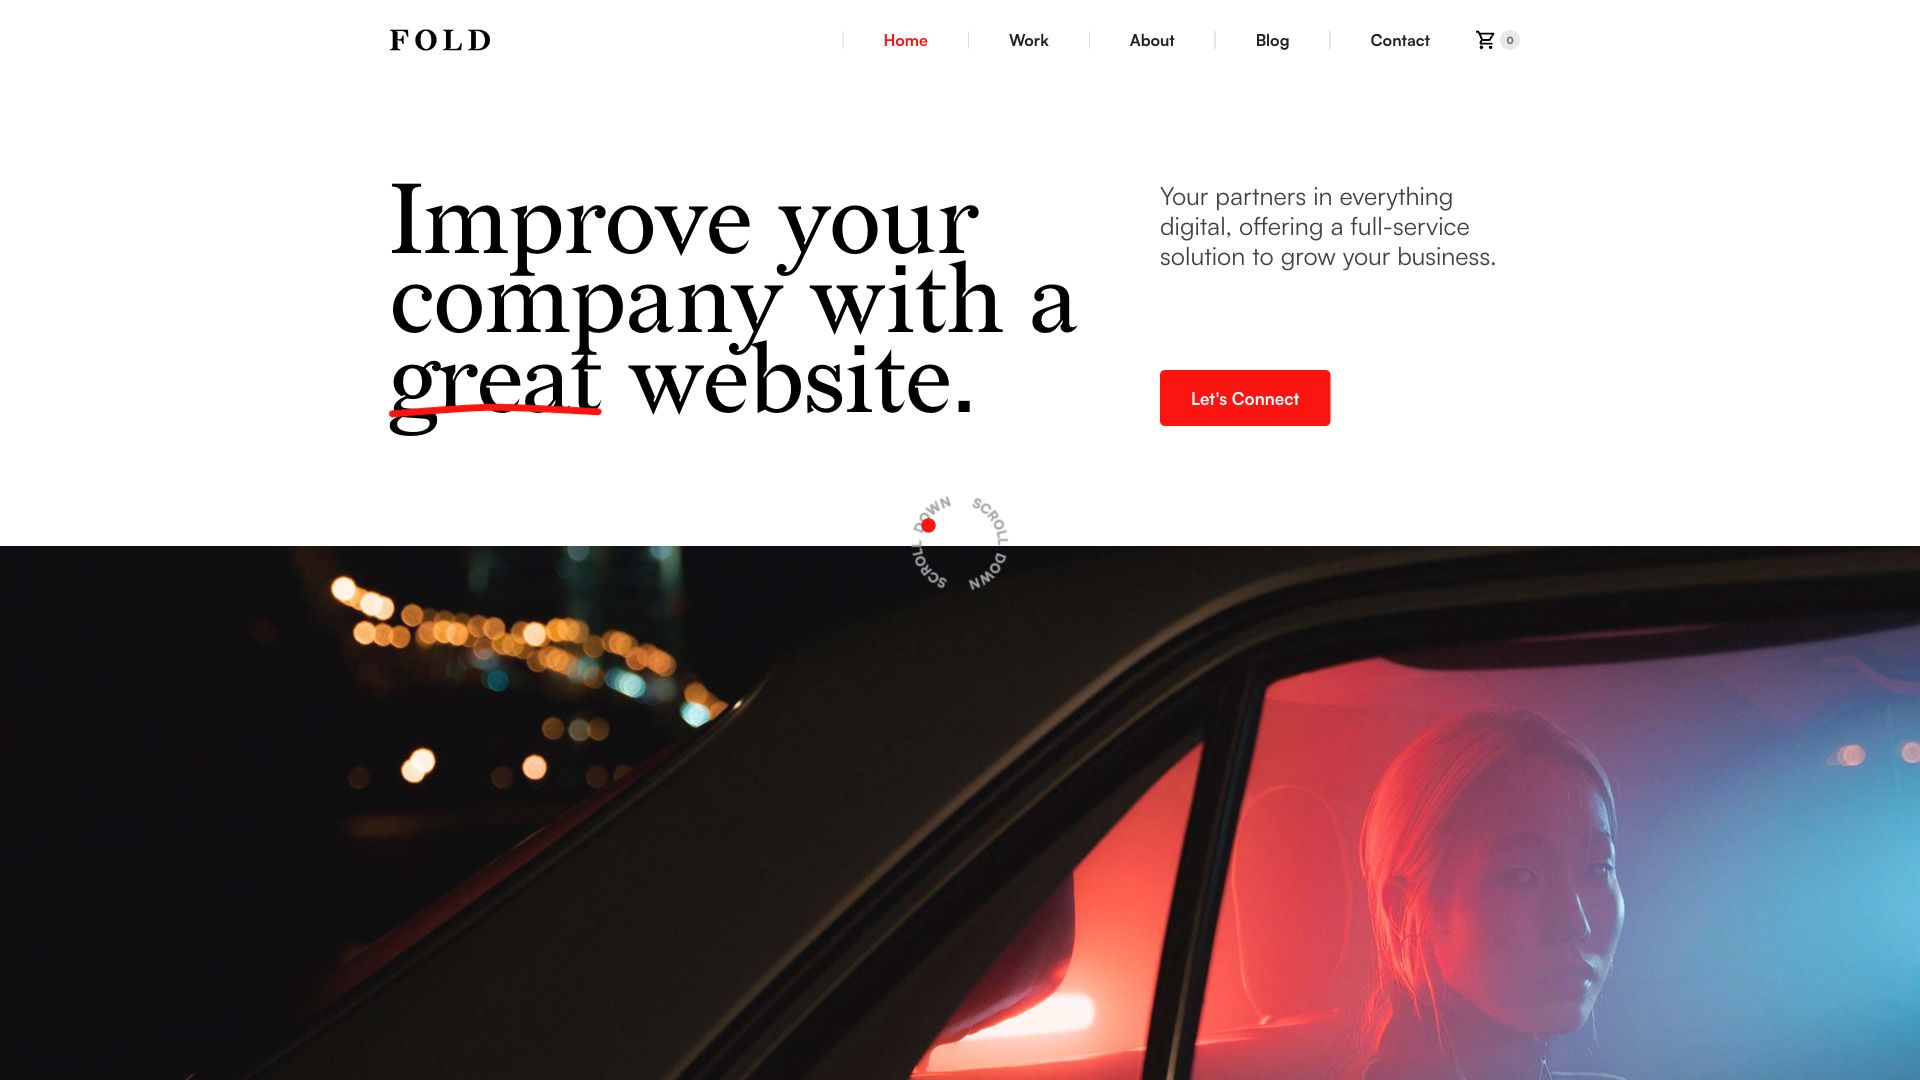 FOLD
Home
Work
About
Blog
Contact
0
Improve your
company with a
great website.
Your partners in everything
digital, offering a full-service
solution to grow your business.
Let's Connect
SCROLL DOWN
SCROLL DOWN